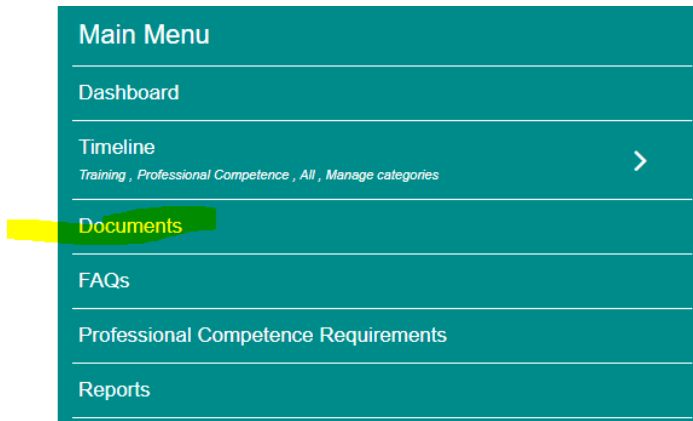 Main Menu
Dashboard
Timeline
Training , Professional Competence , All , Manage categories
Documents
FAQs
Professional Competence Requirements
Reports